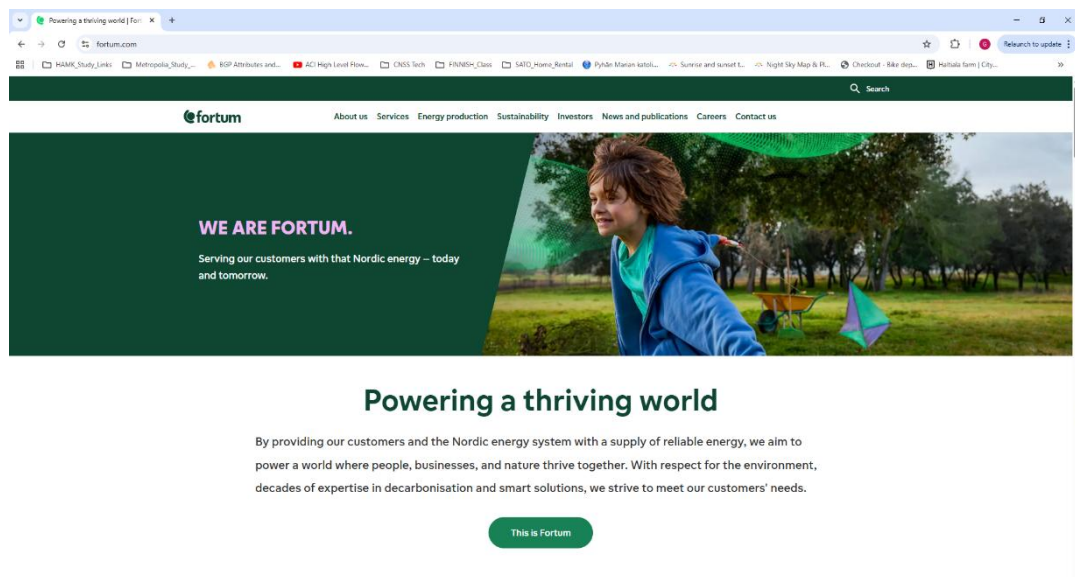 Powering a thriving world | For
fortum.com
Relaunch to update
HAMK_Study_Links
Metropolia_Study_...
BGP Attributes and...
ACI High Level Flow...
CNSS Tech
FINNISH_Class
SATO_Home_Rental
Pyhän Marian katoli...
Sunrise and sunset t...
Night Sky Map & Pl...
Checkout - Bike dep...
Haltiala farm | City...
Search
fortum
About us Services Energy production Sustainability Investors News and publications Careers Contact us
WE ARE FORTUM.
Serving our customers with that Nordic energy – today
and tomorrow.
Powering a thriving world
By providing our customers and the Nordic energy system with a supply of reliable energy, we aim to
power a world where people, businesses, and nature thrive together. With respect for the environment,
decades of expertise in decarbonisation and smart solutions, we strive to meet our customers' needs.
This is Fortum